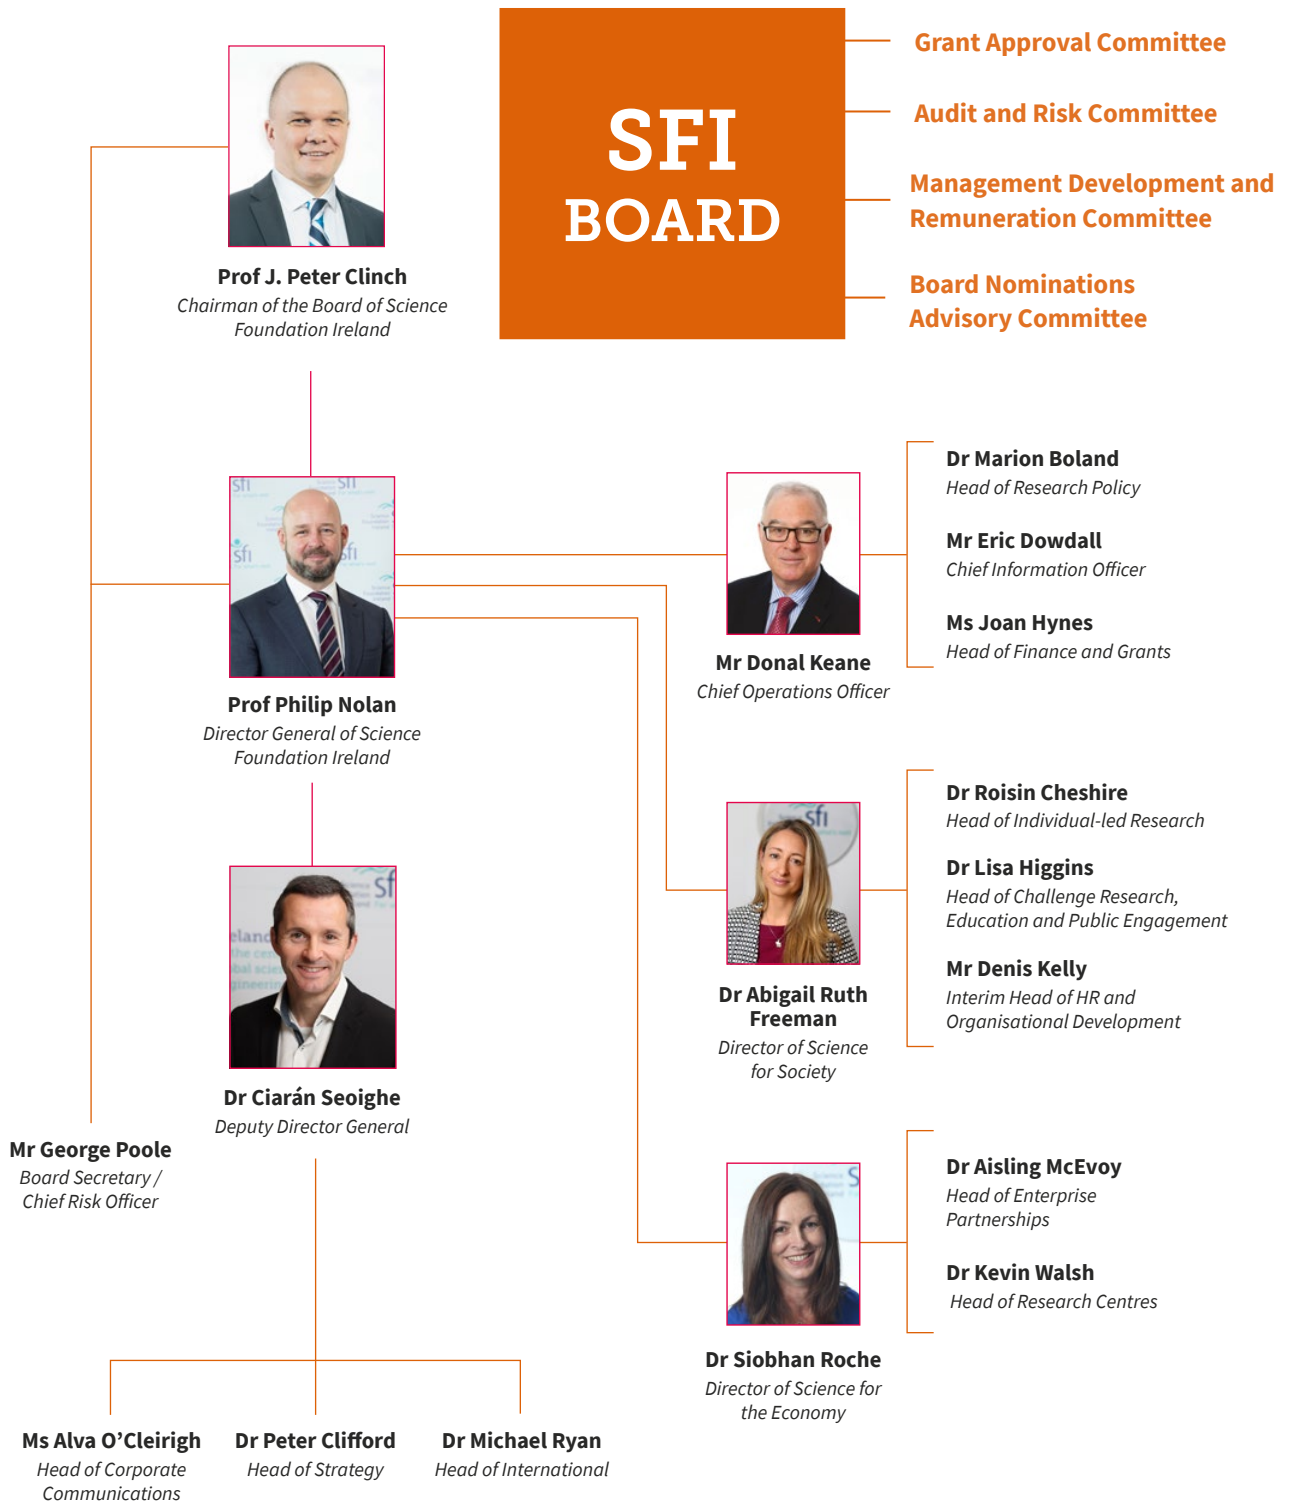 SFI
BOARD
Grant Approval Committee
Audit and Risk Committee
Management Development and
Remuneration Committee
Board Nominations
Advisory Committee
Prof J. Peter Clinch
Chairman of the Board of Science
Foundation Ireland
Prof Philip Nolan
Director General of Science
Foundation Ireland
Mr Donal Keane
Chief Operations Officer
Dr Marion Boland
Head of Research Policy
Mr Eric Dowdall
Chief Information Officer
Ms Joan Hynes
Head of Finance and Grants
Dr Abigail Ruth
Freeman
Director of Science
for Society
Dr Roisin Cheshire
Head of Individual-led Research
Dr Lisa Higgins
Head of Challenge Research,
Education and Public Engagement
Mr Denis Kelly
Interim Head of HR and
Organisational Development
Dr Ciarán Seoighe
Deputy Director General
Mr George Poole
Board Secretary /
Chief Risk Officer
Dr Siobhan Roche
Director of Science for
the Economy
Dr Aisling McEvoy
Head of Enterprise
Partnerships
Dr Kevin Walsh
Head of Research Centres
Ms Alva O’Cleirigh
Head of Corporate
Communications
Dr Peter Clifford
Head of Strategy
Dr Michael Ryan
Head of International